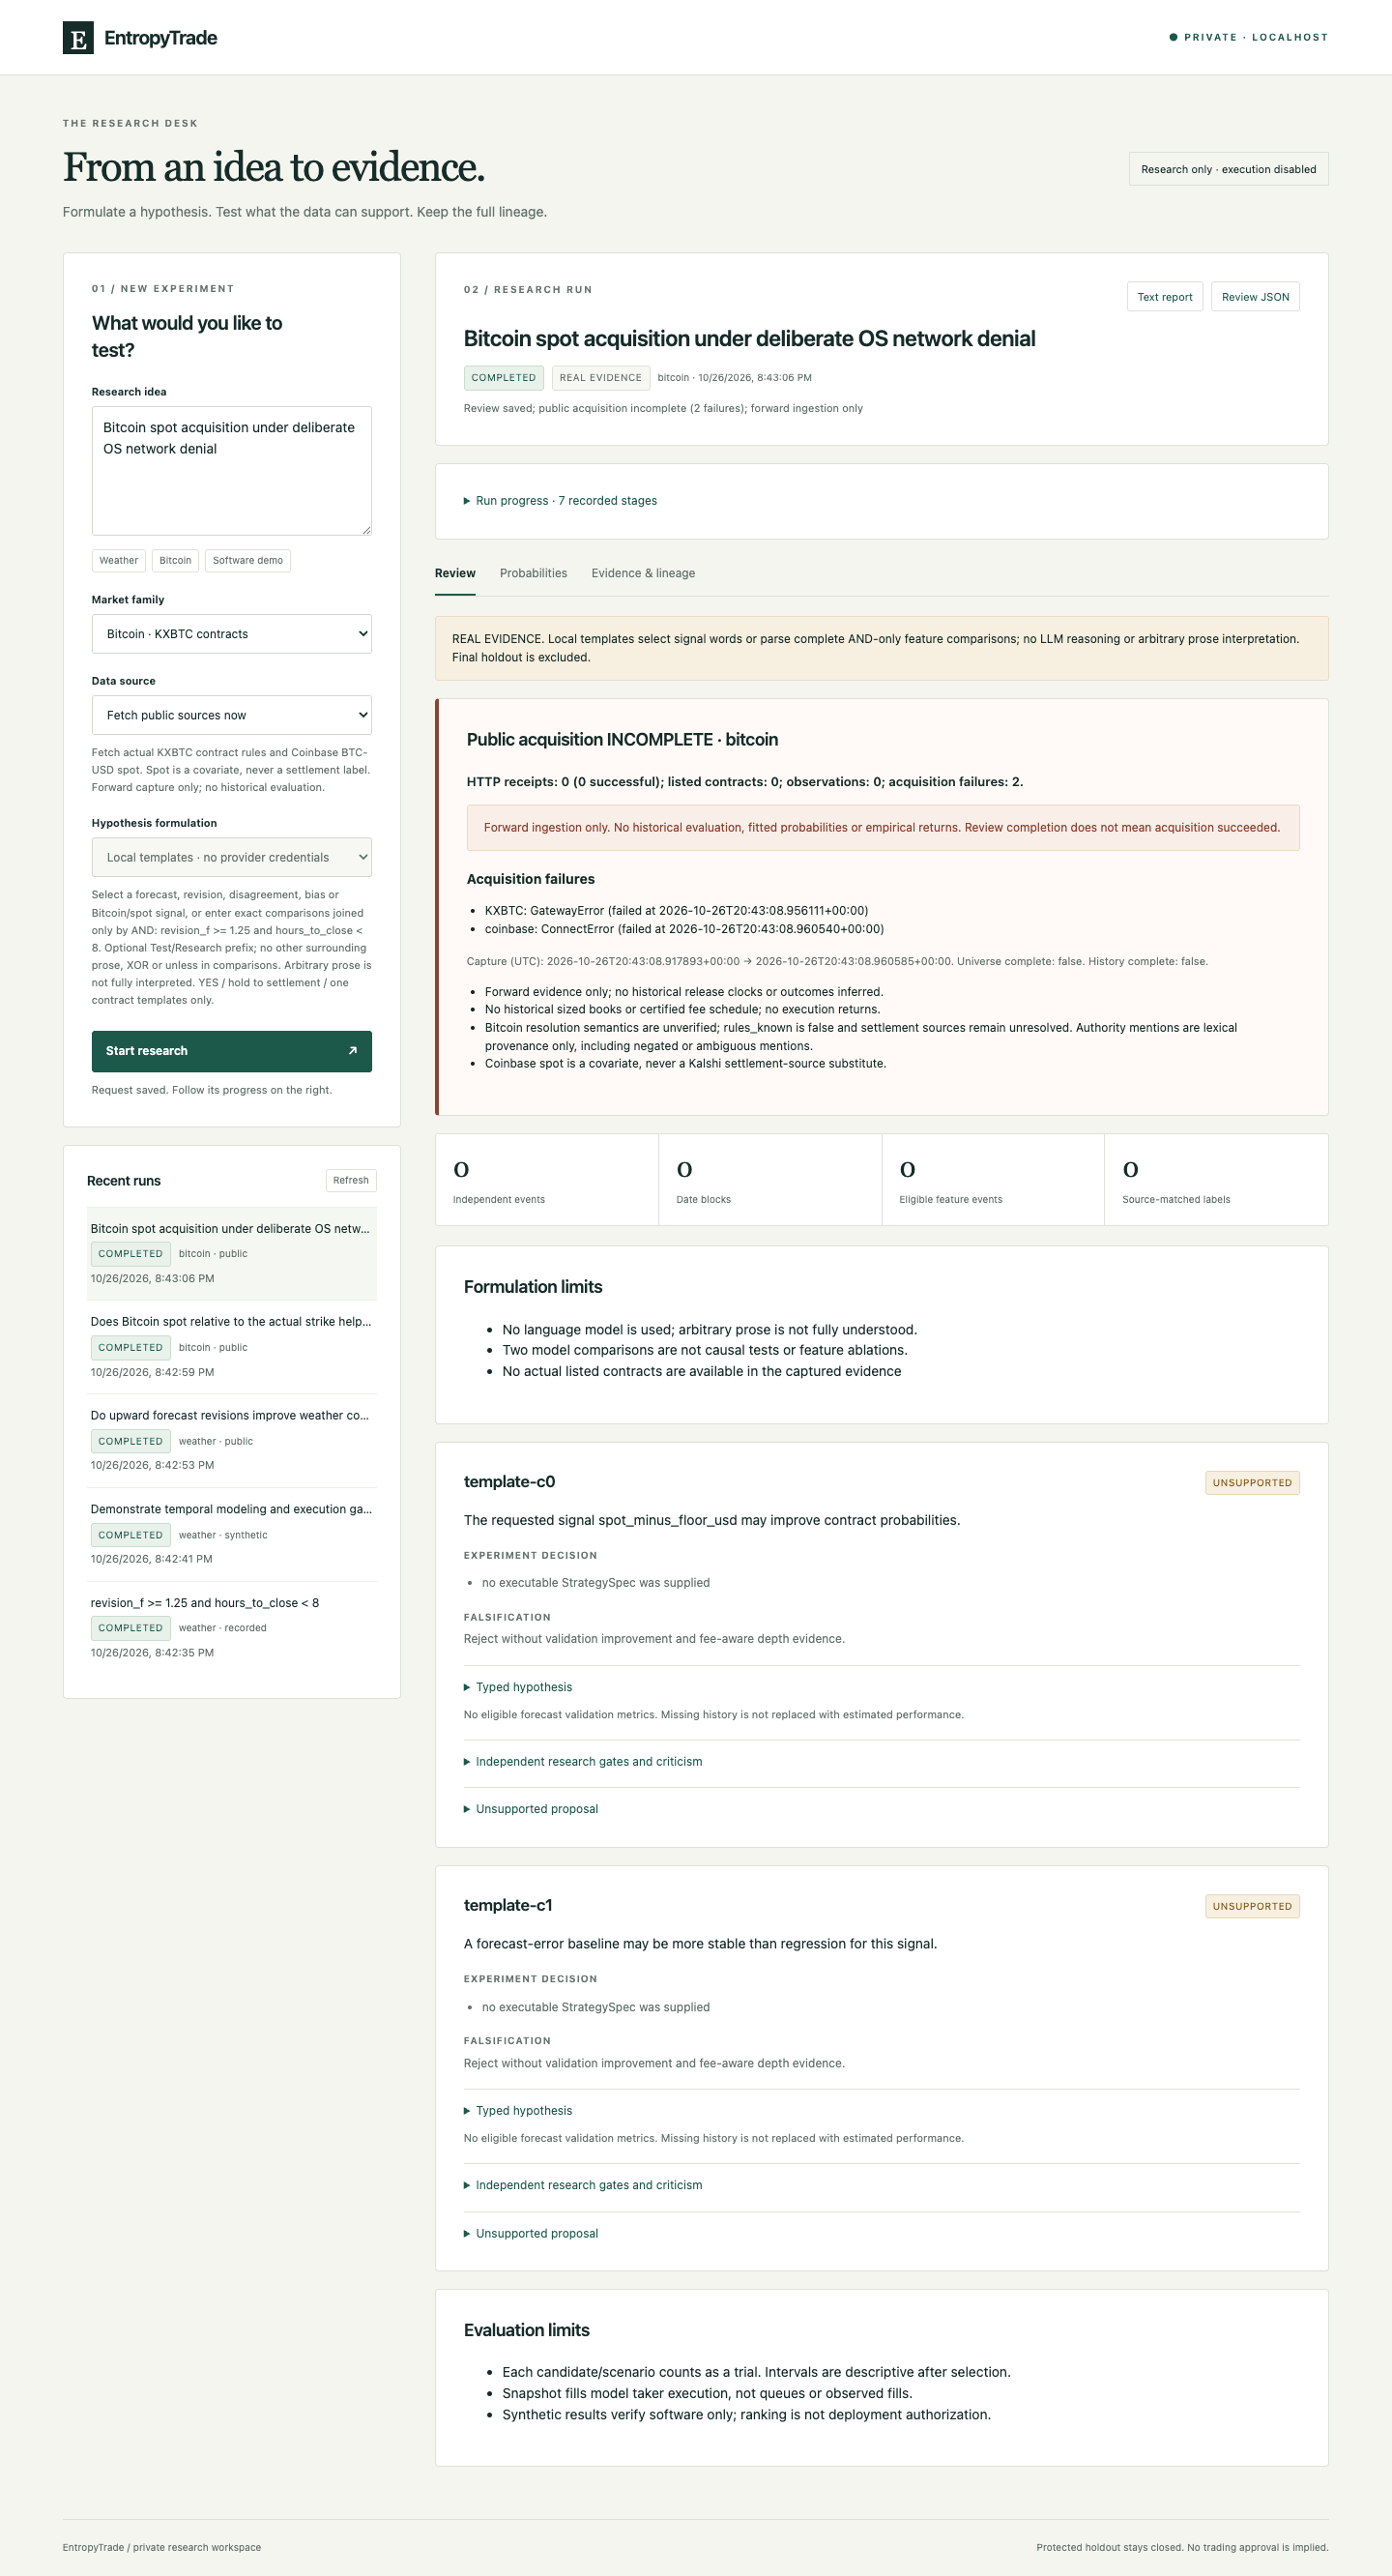 E EntropyTrade
PRIVATE · LOCALHOST
THE RESEARCH DESK
From an idea to evidence.
Research only · execution disabled
Formulate a hypothesis. Test what the data can support. Keep the full lineage.
01 / NEW EXPERIMENT
What would you like to
test?
Research idea
Bitcoin spot acquisition under deliberate
OS network denial
Weather
Bitcoin
Software demo
Market family
Bitcoin · KXBTC contracts
Data source
Fetch public sources now
Fetch actual KXBTC contract rules and Coinbase BTC-
USD spot. Spot is a covariate, never a settlement label.
Forward capture only; no historical evaluation.
Hypothesis formulation
Local templates · no provider credentials
Select a forecast, revision, disagreement, bias or
Bitcoin/spot signal, or enter exact comparisons joined
only by AND: revision_f >= 1.25 and hours_to_close <
8. Optional Test/Research prefix; no other surrounding
prose, XOR or unless in comparisons. Arbitrary prose is
not fully interpreted. YES / hold to settlement / one
contract templates only.
Start research ↗
Request saved. Follow its progress on the right.
Recent runs
Refresh
Bitcoin spot acquisition under deliberate OS netw...
COMPLETED bitcoin · public
10/26/2026, 8:43:06 PM
Does Bitcoin spot relative to the actual strike help...
COMPLETED bitcoin · public
10/26/2026, 8:42:59 PM
Do upward forecast revisions improve weather co...
COMPLETED weather · public
10/26/2026, 8:42:53 PM
Demonstrate temporal modeling and execution ga...
COMPLETED weather · synthetic
10/26/2026, 8:42:41 PM
revision_f >= 1.25 and hours_to_close < 8
COMPLETED weather · recorded
10/26/2026, 8:42:35 PM
02 / RESEARCH RUN
Text report
Review JSON
Bitcoin spot acquisition under deliberate OS network denial
COMPLETED REAL EVIDENCE bitcoin · 10/26/2026, 8:43:06 PM
Review saved; public acquisition incomplete (2 failures); forward ingestion only
Run progress · 7 recorded stages
Review
Probabilities
Evidence & lineage
REAL EVIDENCE. Local templates select signal words or parse complete AND-only feature comparisons; no LLM reasoning or arbitrary prose interpretation.
Final holdout is excluded.
Public acquisition INCOMPLETE · bitcoin
HTTP receipts: 0 (0 successful); listed contracts: 0; observations: 0; acquisition failures: 2.
Forward ingestion only. No historical evaluation, fitted probabilities or empirical returns. Review completion does not mean acquisition succeeded.
Acquisition failures
• KXBTC: GatewayError (failed at 2026-10-26T20:43:08.956111+00:00)
• coinbase: ConnectError (failed at 2026-10-26T20:43:08.960540+00:00)
Capture (UTC): 2026-10-26T20:43:08.917893+00:00 → 2026-10-26T20:43:08.960585+00:00. Universe complete: false. History complete: false.
• Forward evidence only; no historical release clocks or outcomes inferred.
• No historical sized books or certified fee schedule; no execution returns.
• Bitcoin resolution semantics are unverified; rules_known is false and settlement sources remain unresolved. Authority mentions are lexical
provenance only, including negated or ambiguous mentions.
• Coinbase spot is a covariate, never a Kalshi settlement-source substitute.
0
Independent events
0
Date blocks
0
Eligible feature events
0
Source-matched labels
Formulation limits
• No language model is used; arbitrary prose is not fully understood.
• Two model comparisons are not causal tests or feature ablations.
• No actual listed contracts are available in the captured evidence
template-c0
UNSUPPORTED
The requested signal spot_minus_floor_usd may improve contract probabilities.
EXPERIMENT DECISION
• no executable StrategySpec was supplied
FALSIFICATION
Reject without validation improvement and fee-aware depth evidence.
Typed hypothesis
No eligible forecast validation metrics. Missing history is not replaced with estimated performance.
Independent research gates and criticism
Unsupported proposal
template-c1
UNSUPPORTED
A forecast-error baseline may be more stable than regression for this signal.
EXPERIMENT DECISION
• no executable StrategySpec was supplied
FALSIFICATION
Reject without validation improvement and fee-aware depth evidence.
Typed hypothesis
No eligible forecast validation metrics. Missing history is not replaced with estimated performance.
Independent research gates and criticism
Unsupported proposal
Evaluation limits
• Each candidate/scenario counts as a trial. Intervals are descriptive after selection.
• Snapshot fills model taker execution, not queues or observed fills.
• Synthetic results verify software only; ranking is not deployment authorization.
EntropyTrade / private research workspace
Protected holdout stays closed. No trading approval is implied.